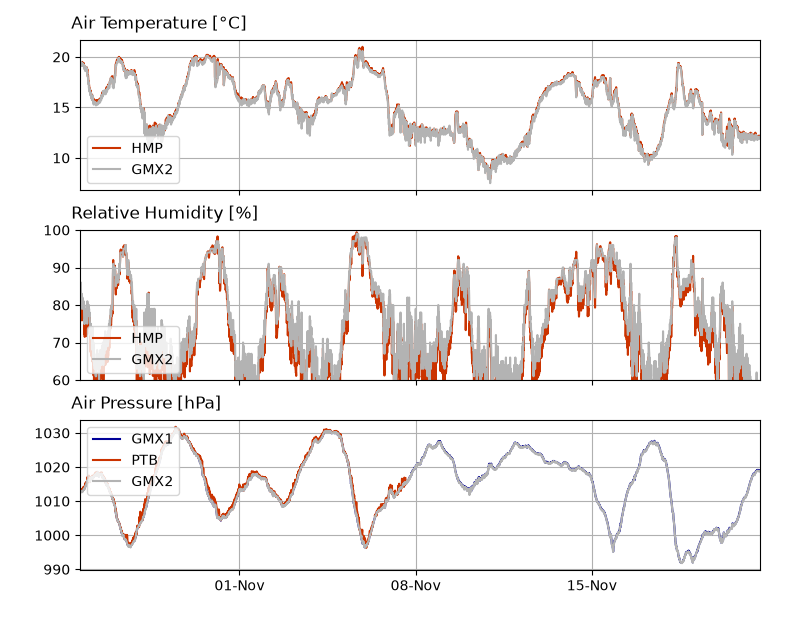 Air Temperature [°C]
20
15
10
HMP
GMX2
Relative Humidity [%]
100
90
80
70
60
HMP
GMX2
Air Pressure [hPa]
1030
1020
1010
1000
990
GMX1
PTB
GMX2
01-Nov 08-Nov 15-Nov